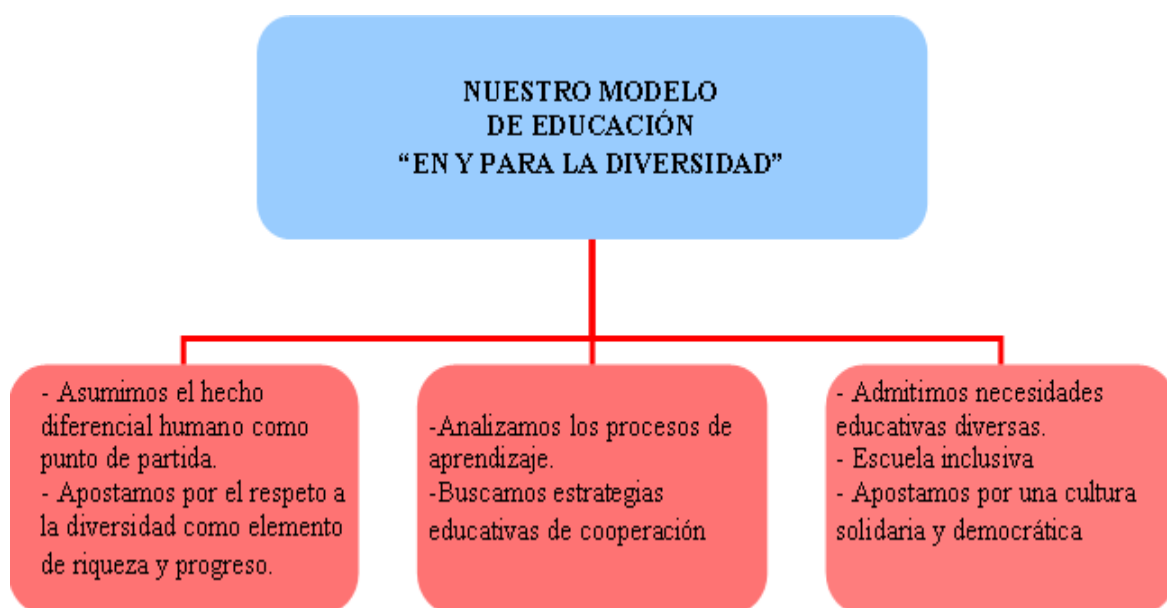 NUESTRO MODELO
DE EDUCACIÓN
“EN Y PARA LA DIVERSIDAD”
- Asumimos el hecho
diferencial humano como
punto de partida.
- Apostamos por el respeto a
la diversidad como elemento
de riqueza y progreso.
-Analizamos los procesos de
aprendizaje.
-Buscamos estrategias
educativas de cooperación
- Admitimos necesidades
educativas diversas.
- Escuela inclusiva
- Apostamos por una cultura
solidaria y democrática